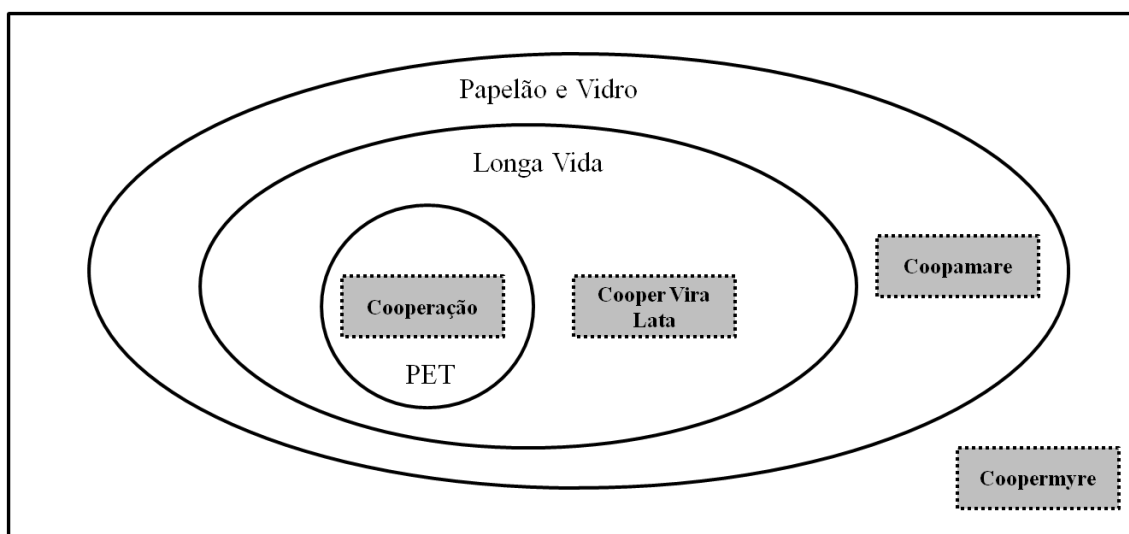 Papelão e Vidro
Longa Vida
Coopamare
Cooperação
Cooper Vira
Lata
PET
Coopermyre